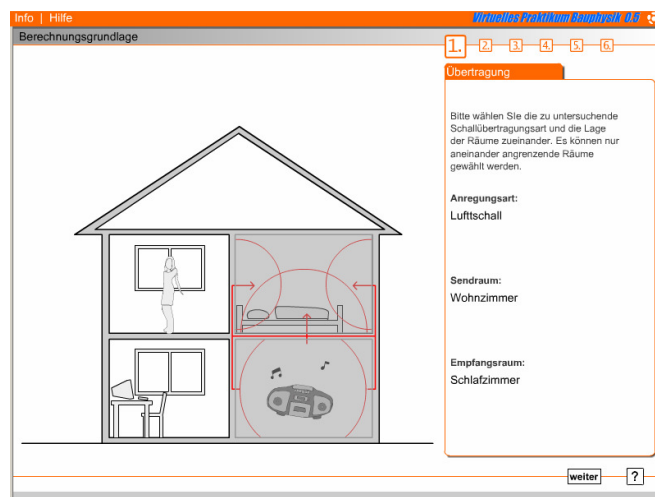 Info | Hilfe
Virtuelles Praktikum Bauphysik 0.5
Berechnungsgrundlage
1. 2. 3. 4. 5. 6.
Übertragung
Bitte wählen SIe die zu untersuchende
Schallübertragungsart und die Lage
der Räume zueinander. Es können nur
aneinander angrenzende Räume
gewählt werden.
Anregungsart:
Lufttschall
Sendraum:
Wohnzimmer
Empfangsraum:
Schlafzimmer
weiter ?